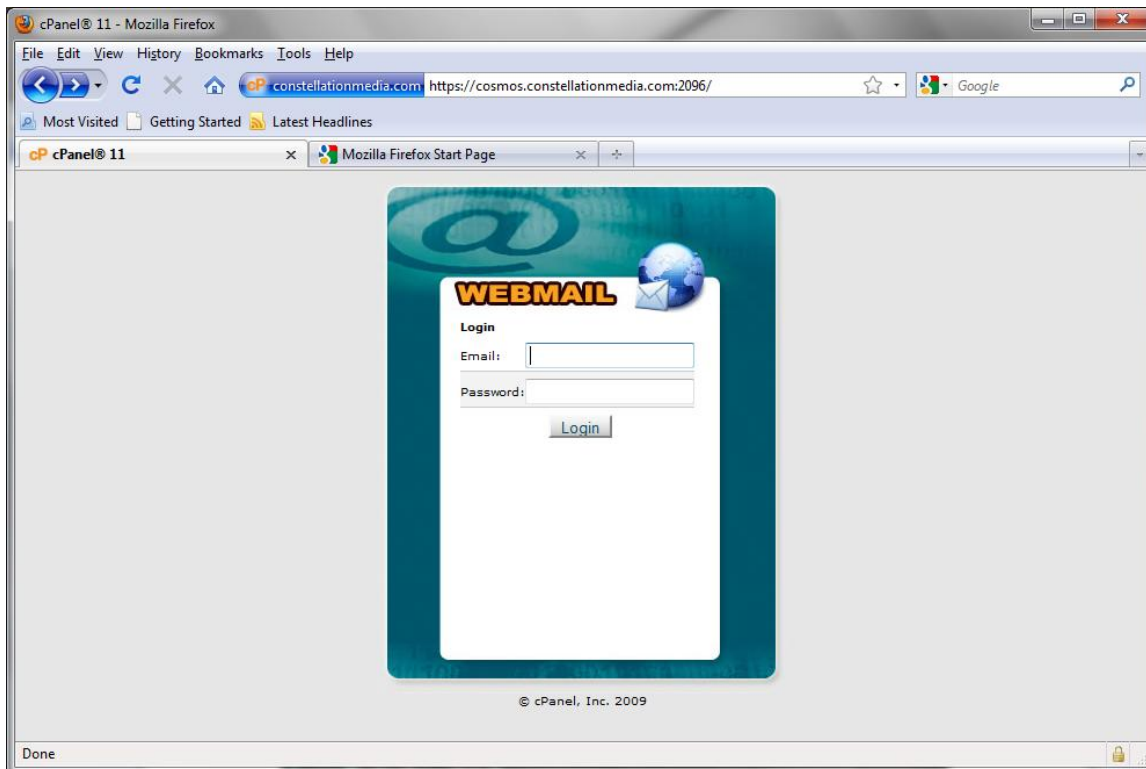 cPanel® 11 - Mozilla Firefox
File Edit View History Bookmarks Tools Help
cP constellationmedia.com https://cosmos.constellationmedia.com:2096/ Google
Most Visited Getting Started Latest Headlines
cP cPanel® 11 Mozilla Firefox Start Page
@
WEBMAIL
Login
Email:
Password:
Login
© cPanel, Inc. 2009
Done